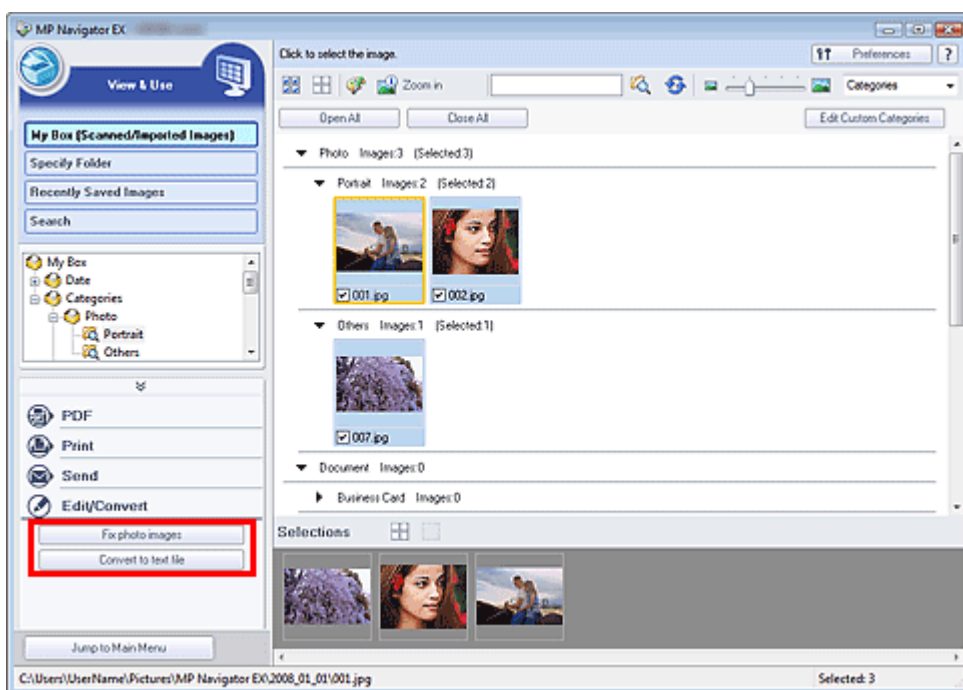 MP Navigator EX
View & Use
My Box (Scanned/Imported Images)
Specify Folder
Recently Saved Images
Search
My Box
Date
Categories
Photo
Portrait
Others
PDF
Print
Send
Edit/Convert
Fix photo images
Convert to text file
Jump to Main Menu
Click to select the image.
Preferences ?
Zoom in
Categories
Open All Close All Edit Custom Categories
Photo Images:3 (Selected:3)
Portrait Images:2 (Selected:2)
001.jpg 002.jpg
Others Images:1 (Selected:1)
007.jpg
Document Images:0
Business Card Images:0
Selections
C:\Users\UserName\Pictures\MP Navigator EX\2008_01_01\001.jpg Selected: 3